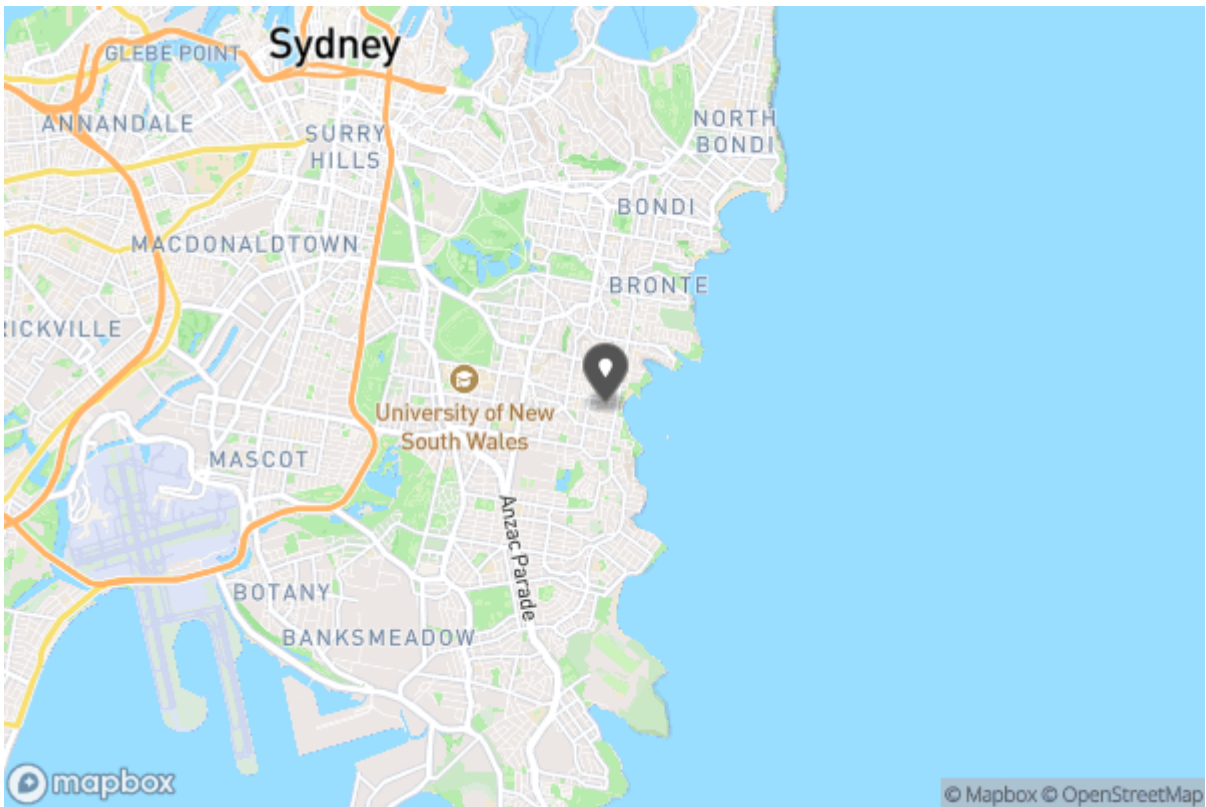 Sydney
GLEBE POINT
ANNANDALE
SURRY
HILLS
NORTH
BONDI
BONDI
MACDONALDTOWN
BRONTE
RICKVILLE
University of New
South Wales
MASCOT
Anzac Parade
BOTANY
BANKSMEADOW
mapbox
© Mapbox © OpenStreetMap